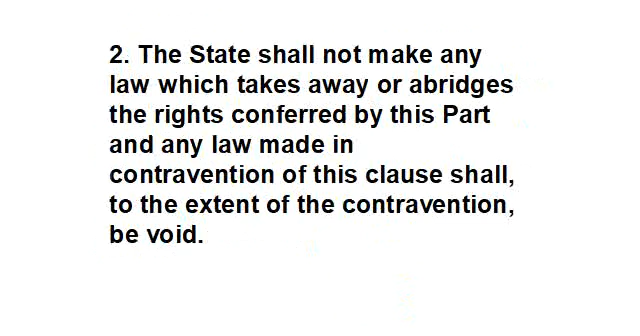 2. The State shall not make any
law which takes away or abridges
the rights conferred by this Part
and any law made in
contravention of this clause shall,
to the extent of the contravention,
be void.